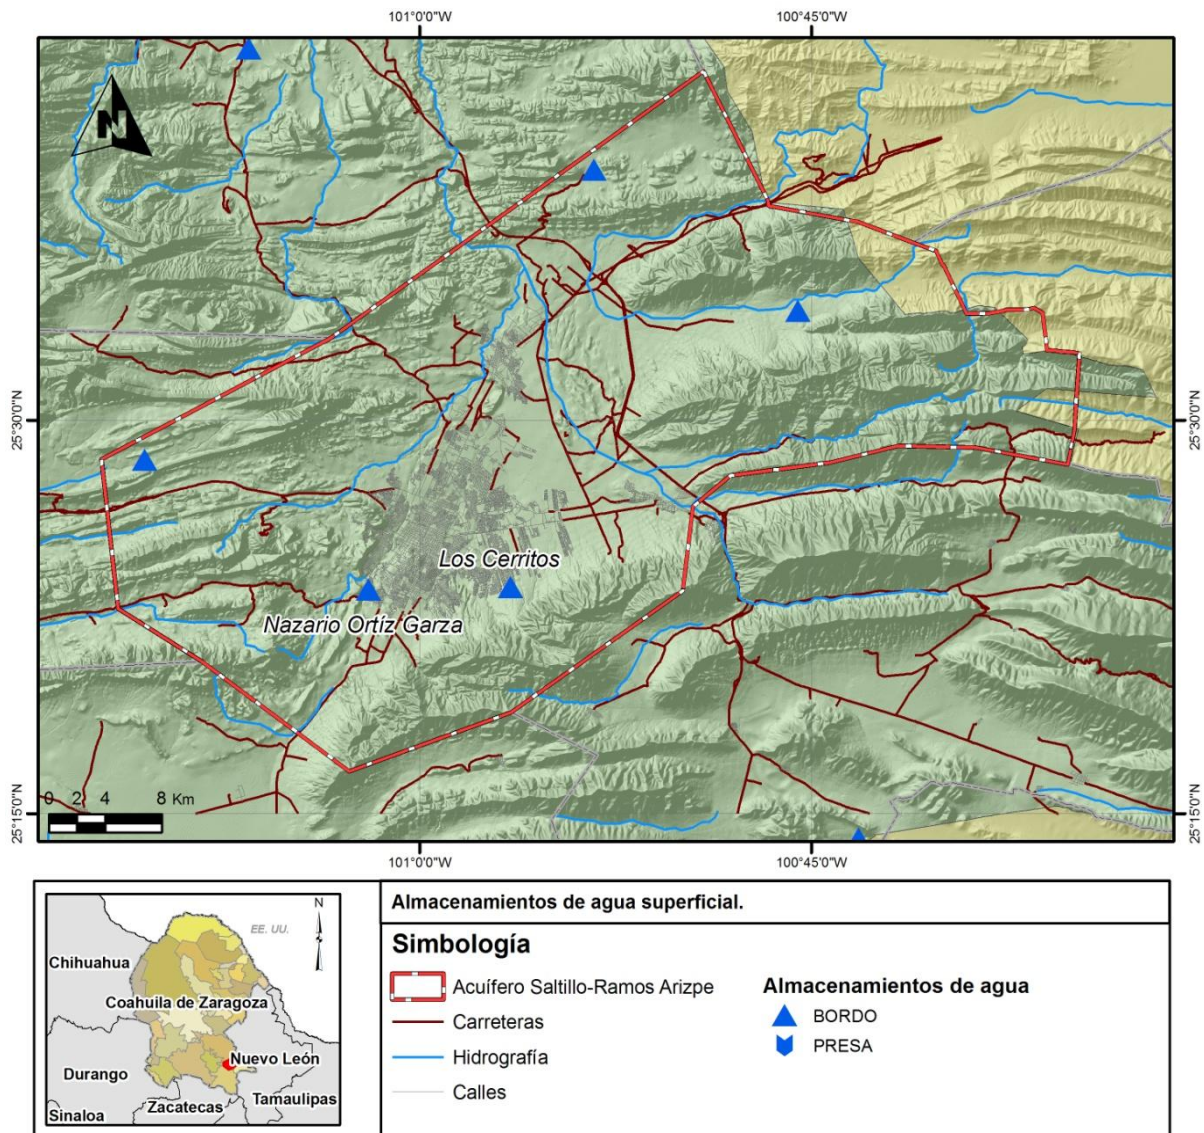 101°0'0"W
100°45'0"W
N
25°30'0"N
25°30'0"N
Los Cerritos
Nazario Ortíz Garza
0 2 4 8 Km
25°15'0"N
25°15'0"N
101°0'0"W
100°45'0"W
N
EE. UU.
Chihuahua
Coahuila de Zaragoza
Nuevo León
Durango
Tamaulipas
Zacatecas
Sinaloa
Almacenamientos de agua superficial.
Simbología
Acuífero Saltillo-Ramos Arizpe
Carreteras
Hidrografía
Calles
Almacenamientos de agua
BORDO
PRESA